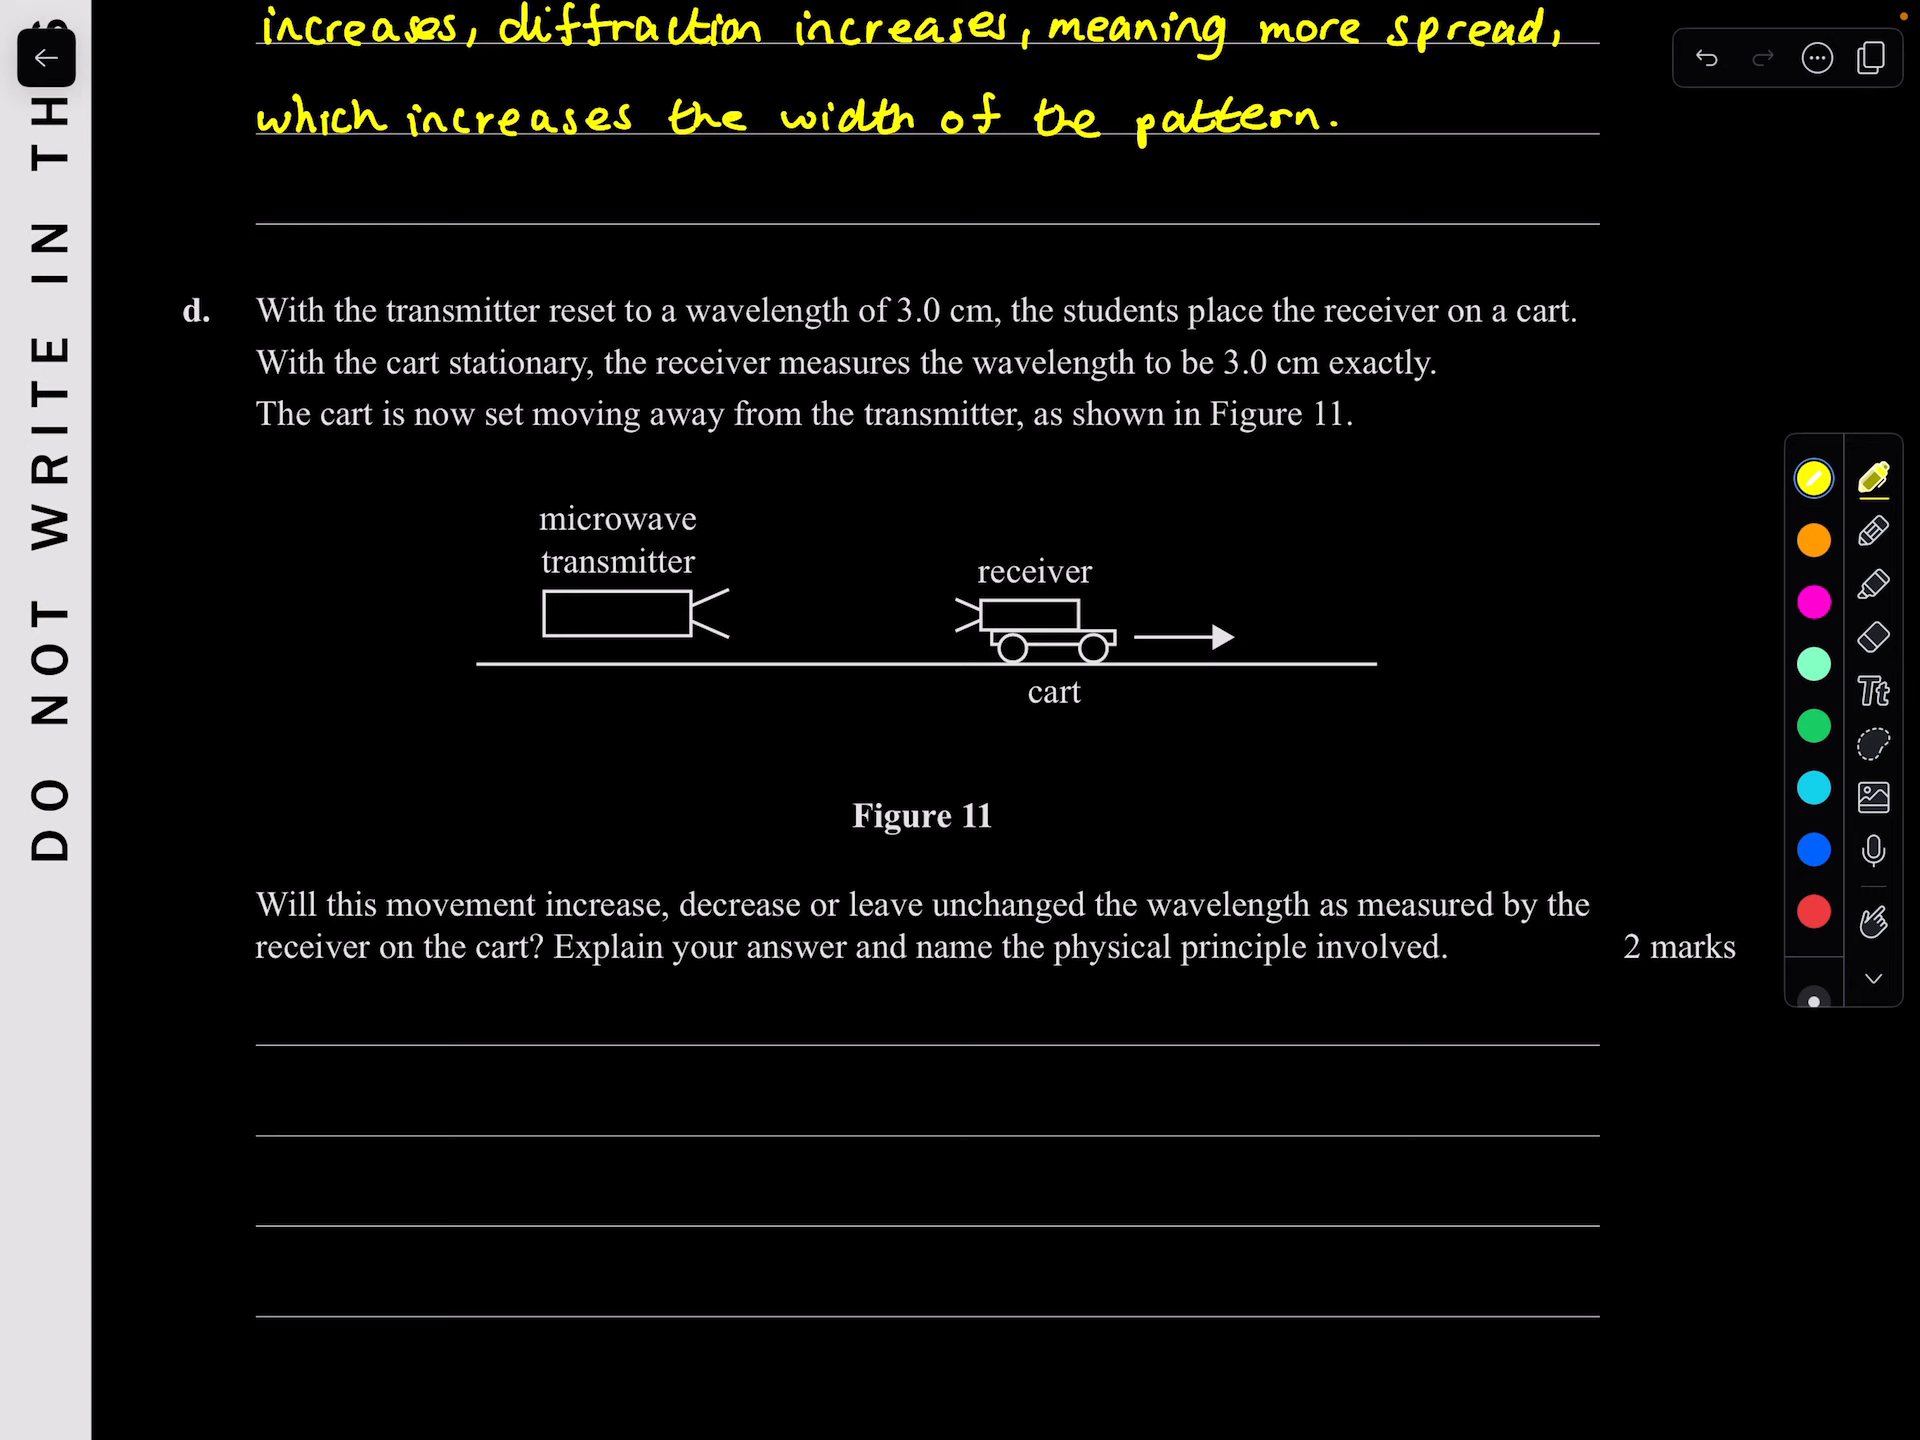 increases, diffraction increases, meaning more spread,
which increases the width of the pattern.
DO NOT WRITE IN
d. With the transmitter reset to a wavelength of 3.0 cm, the students place the receiver on a cart.
With the cart stationary, the receiver measures the wavelength to be 3.0 cm exactly.
The cart is now set moving away from the transmitter, as shown in Figure 11.
microwave
transmitter
receiver
cart
Figure 11
Will this movement increase, decrease or leave unchanged the wavelength as measured by the
receiver on the cart? Explain your answer and name the physical principle involved. 2 marks
Tt